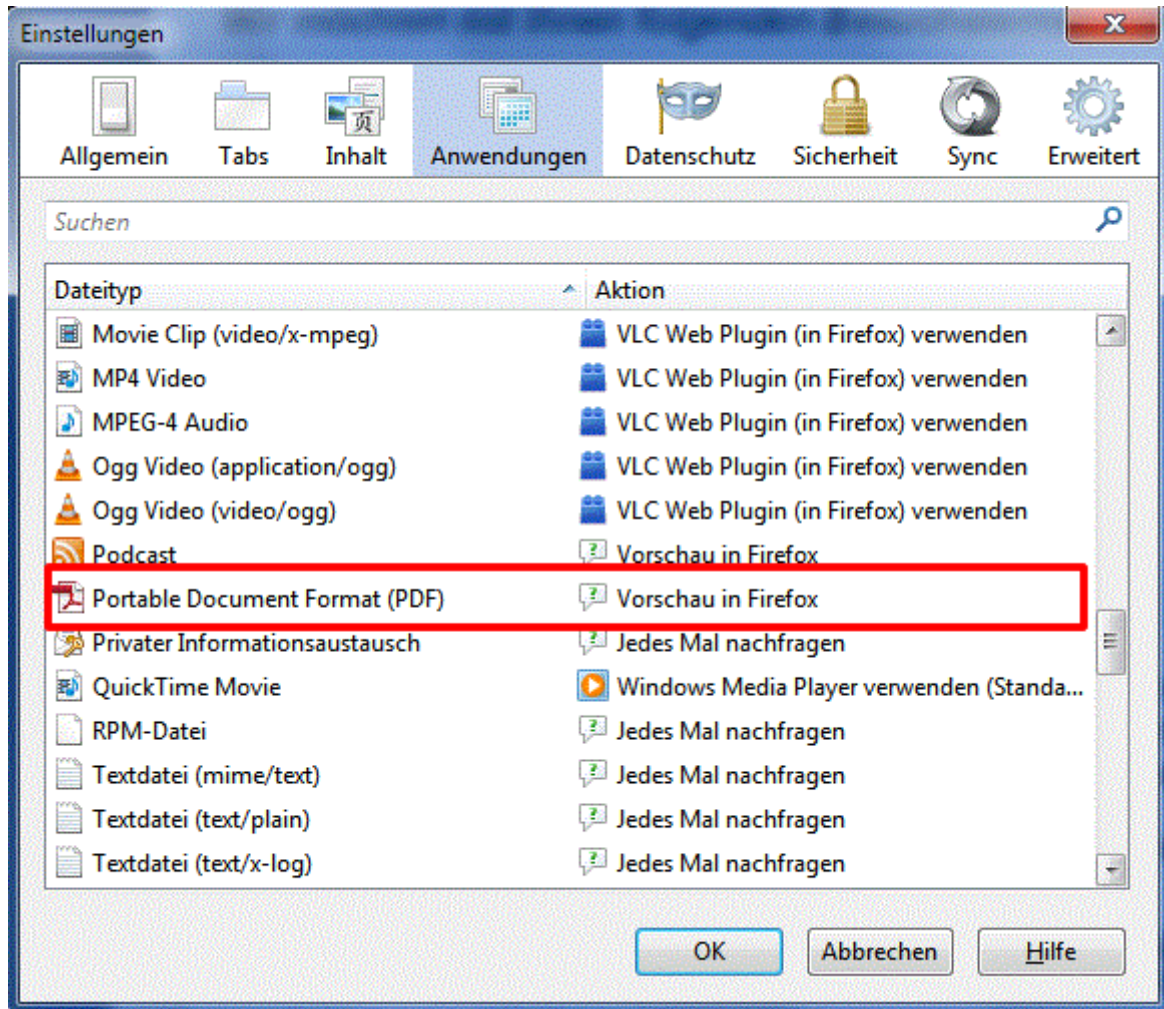 Einstellungen
页
Allgemein Tabs Inhalt Anwendungen Datenschutz Sicherheit Sync Erweitert
Suchen
Dateityp Aktion
Movie Clip (video/x-mpeg) VLC Web Plugin (in Firefox) verwenden
MP4 Video VLC Web Plugin (in Firefox) verwenden
MPEG-4 Audio VLC Web Plugin (in Firefox) verwenden
Ogg Video (application/ogg) VLC Web Plugin (in Firefox) verwenden
Ogg Video (video/ogg) VLC Web Plugin (in Firefox) verwenden
Podcast Vorschau in Firefox
Portable Document Format (PDF) Vorschau in Firefox
Privater Informationsaustausch Jedes Mal nachfragen
QuickTime Movie Windows Media Player verwenden (Standa...
RPM-Datei Jedes Mal nachfragen
Textdatei (mime/text) Jedes Mal nachfragen
Textdatei (text/plain) Jedes Mal nachfragen
Textdatei (text/x-log) Jedes Mal nachfragen
OK Abbrechen Hilfe